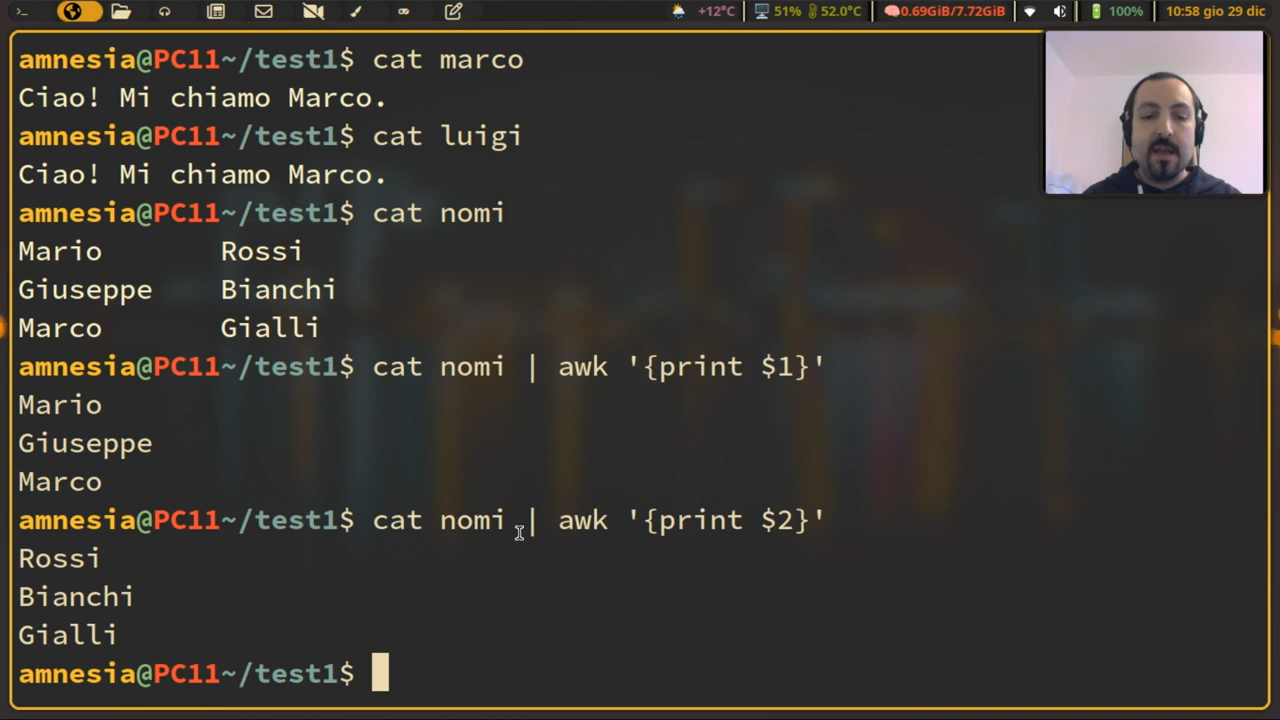 +12°C 51% 52.0°C 0.69GiB/7.72GiB 100% 10:58 gio 29 dic
amnesia@PC11~/test1$ cat marco
Ciao! Mi chiamo Marco.
amnesia@PC11~/test1$ cat luigi
Ciao! Mi chiamo Marco.
amnesia@PC11~/test1$ cat nomi
Mario Rossi
Giuseppe Bianchi
Marco Gialli
amnesia@PC11~/test1$ cat nomi | awk '{print $1}'
Mario
Giuseppe
Marco
amnesia@PC11~/test1$ cat nomi | awk '{print $2}'
Rossi
Bianchi
Gialli
amnesia@PC11~/test1$